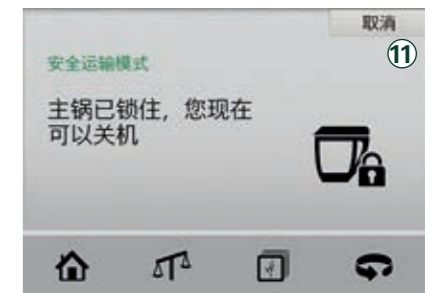 取消
11
安全运输模式
主锅已锁住，您现在
可以关机